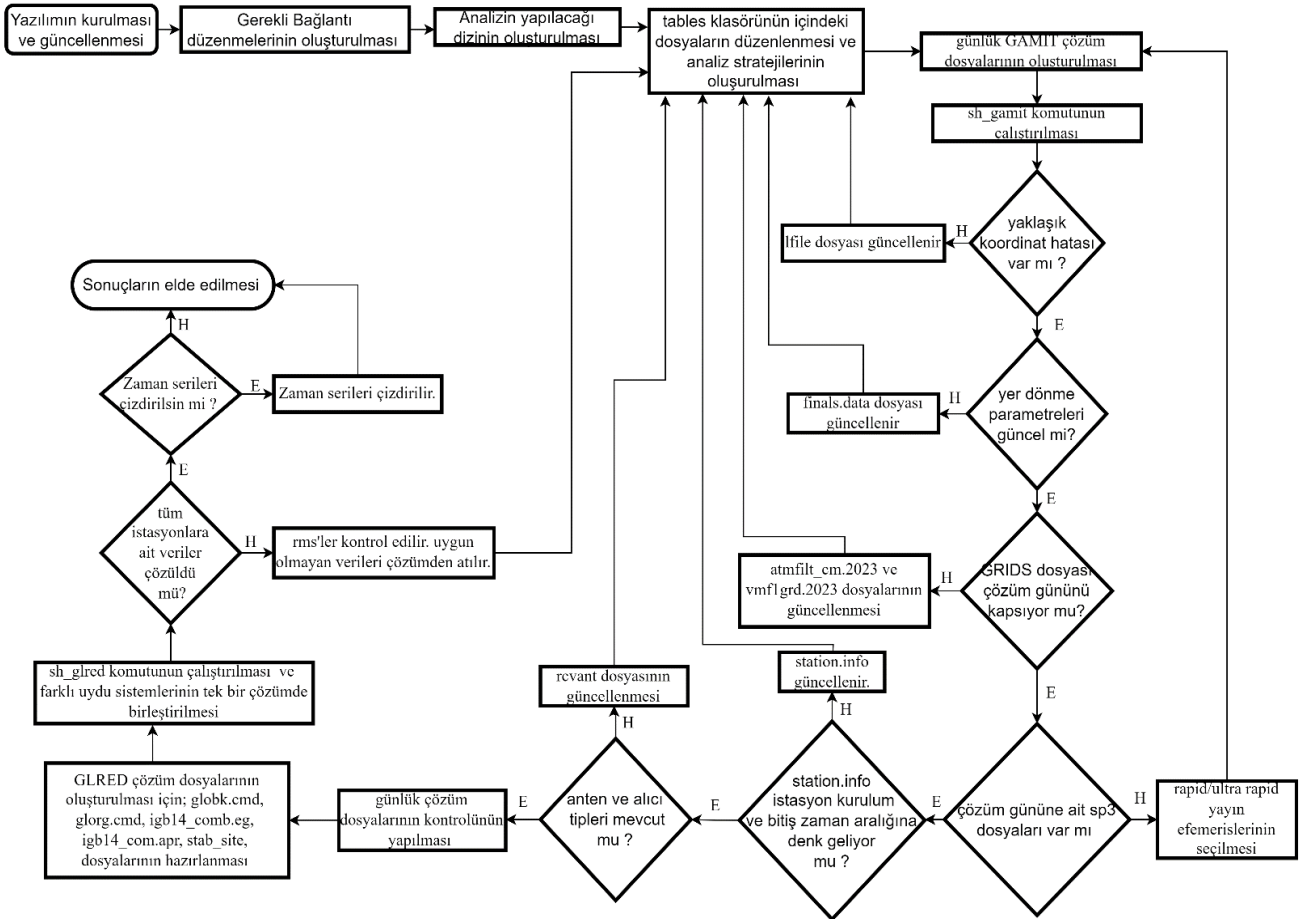 Yazılımın kurulması
ve güncellenmesi
Gerekli Bağlantı
düzenmelerinin oluşturulması
Analizin yapılacağı
dizinin olusturulması
tables klasörünün içindeki
dosyaların düzenlenmesi ve
analiz stratejilerinin
oluşurulması
günlük GAMIT çözüm
dosyalarının olusturulması
sh_gamit komutunun
calıstırılması
yaklaşık
koordinat hatası
var mı ?
H
lfile dosyası güncellenir
E
yer dönme
parametreleri
güncel mi?
H
finals.data dosyası
güncellenir
E
GRIDS dosyası
çözüm gününü
kapsıyor mu?
H
atmfilt_cm.2023 ve
vmf1grd.2023 dosyalarının
güncellenmesi
E
çözüm gününe ait sp3
dosyaları var mı
H
rapid/ultra rapid
yayın
efemerislerinin
seçilmesi
E
station.info
istasyon kurulum
ve bitiş zaman aralığına
denk geliyor
mu ?
H
station.info
güncellenir.
E
anten ve alıcı
tipleri mevcut
mu ?
H
rcvant dosyasının
güncellenmesi
E
günlük çözüm
dosyalarının kontrolünün
yapılması
GLRED çözüm dosyalarının
oluşturulması için; globk.cmd,
glorg.cmd, igb14_comb.eg,
igb14_com.apr, stab_site,
dosyalarının hazırlanması
sh_glred komutunun çalıştırılması ve
farklı uydu sistemlerinin tek bir çözümde
birleştirilmesi
tüm
istasyonlara
ait veriler
çözüldü
mü?
H
rms'ler kontrol edilir. uygun
olmayan verileri çözümden atılır.
E
Zaman serileri
çizdirilsin mi ?
E
Zaman serileri çizdirilir.
H
Sonuçların elde edilmesi